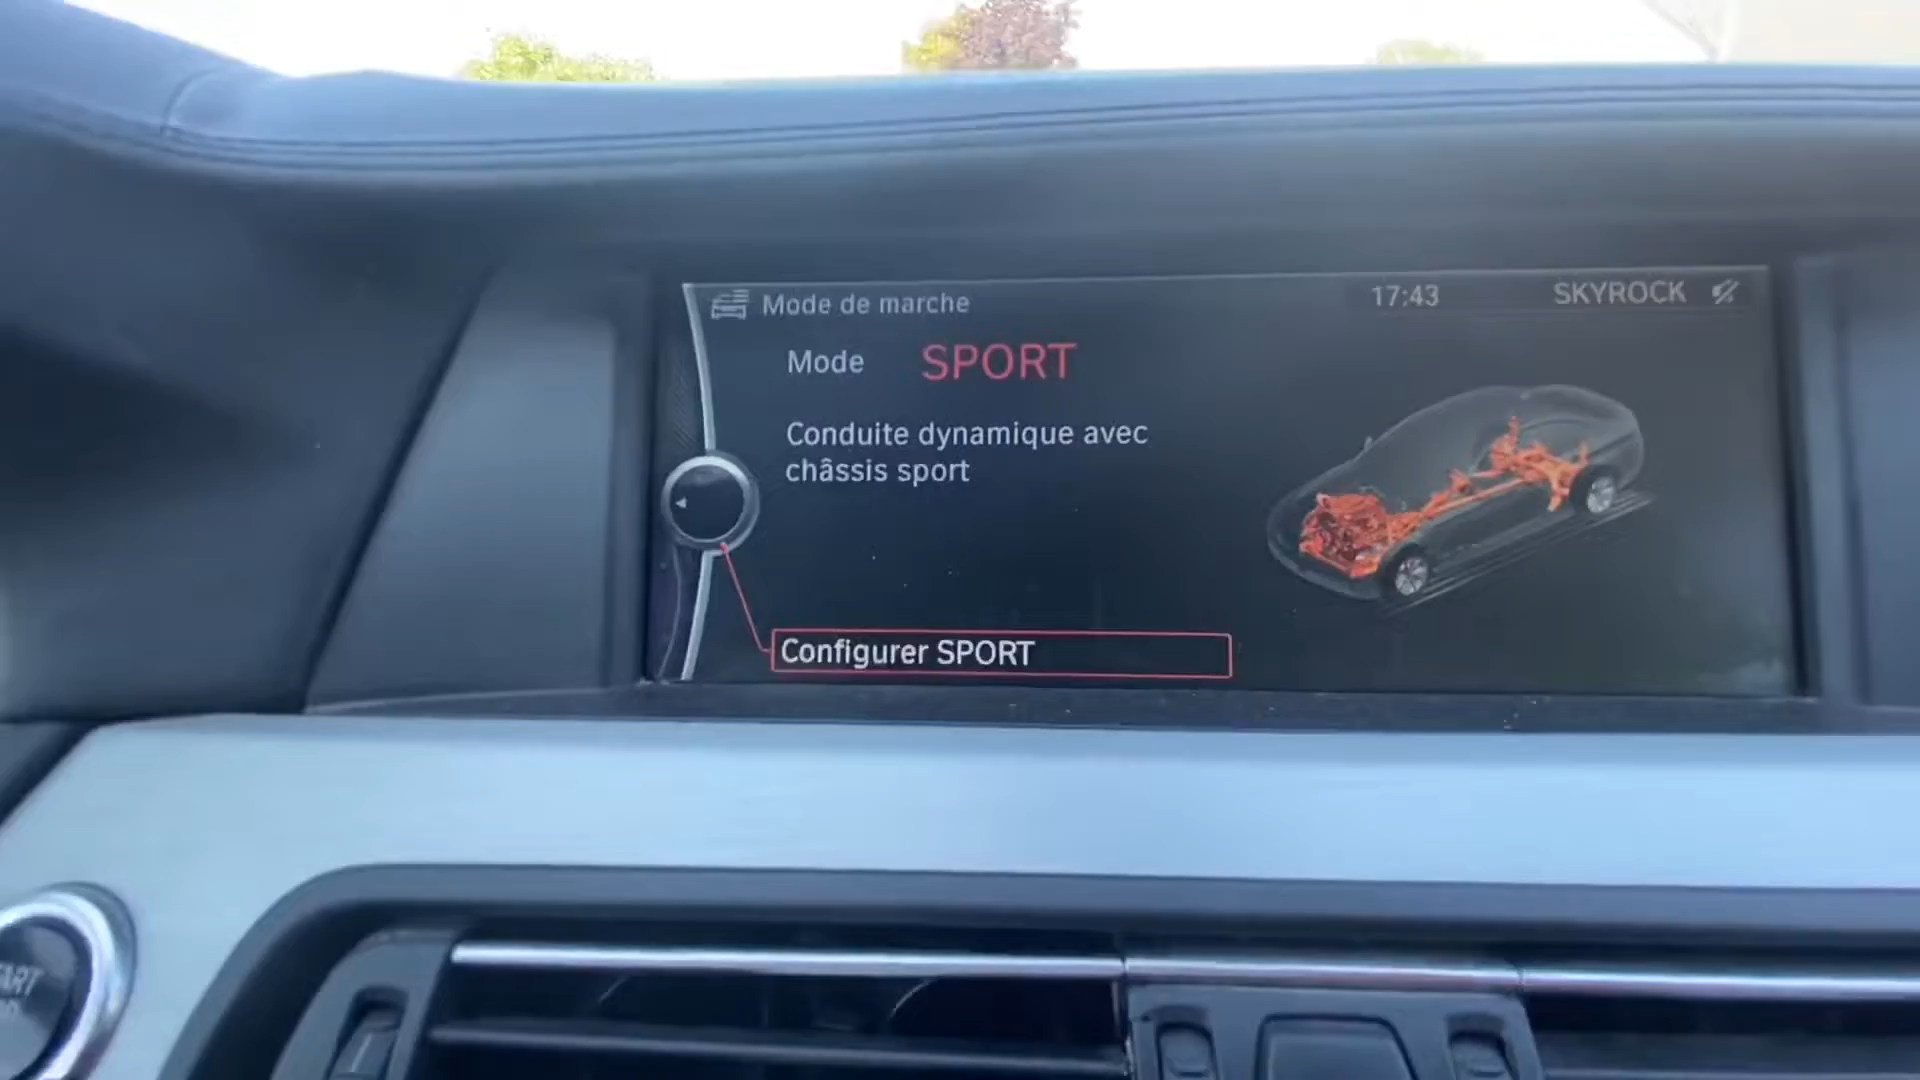 Mode de marche
17:43
SKYROCK
Mode SPORT
Conduite dynamique avec
châssis sport
Configurer SPORT